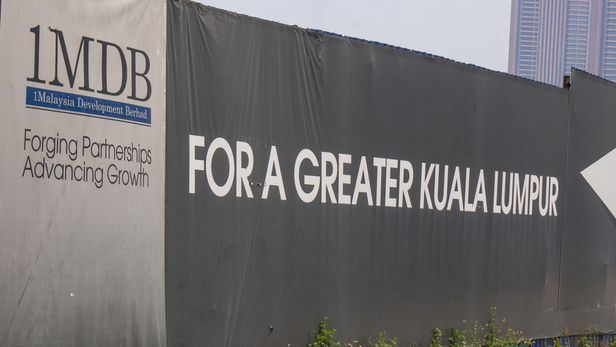 1MDB
1Malaysia Development Berhad
Forging Partnerships
Advancing Growth
FOR A GREATER KUALA LUMPUR